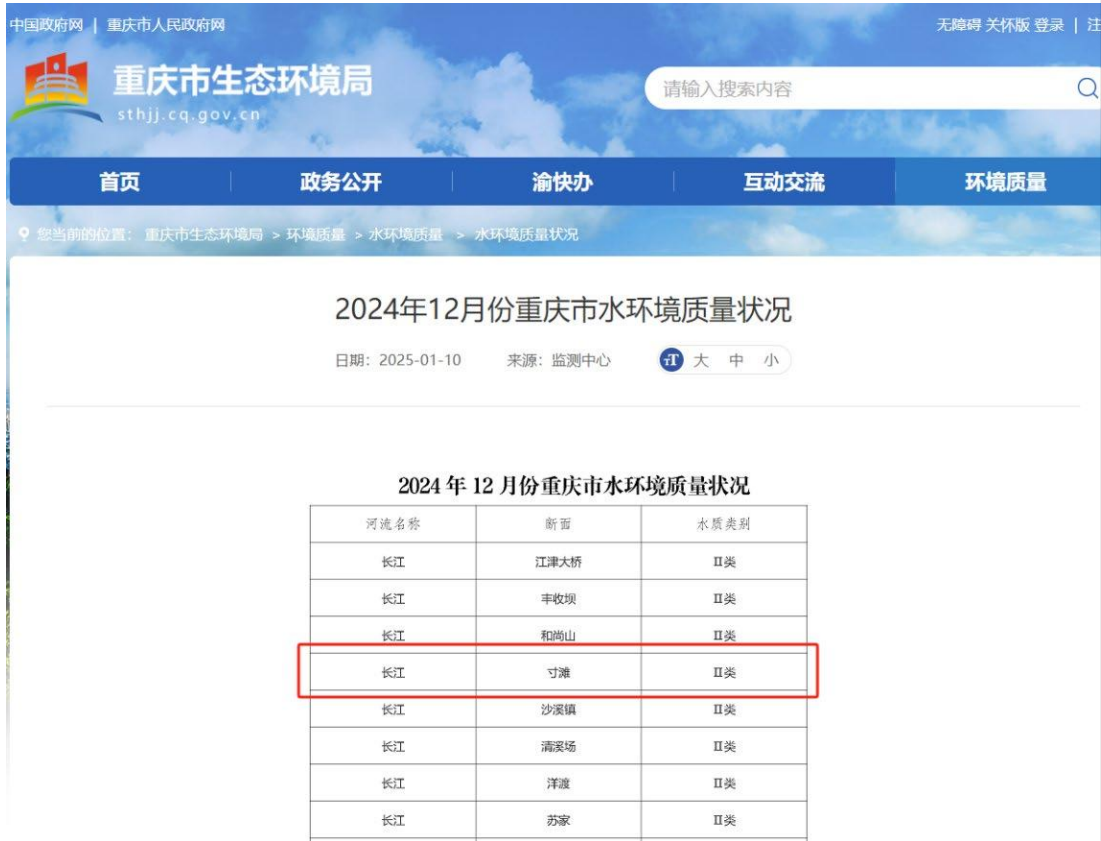 中国政府网 | 重庆市人民政府网
无障碍 关怀版 登录 | 注
重庆市生态环境局
sthjj.cq.gov.cn
请输入搜索内容
首页 政务公开 渝快办 互动交流 环境质量
您当前的位置： 重庆市生态环境局 > 环境质量 > 水环境质量 > 水环境质量状况
2024年12月份重庆市水环境质量状况
日期：2025-01-10 来源：监测中心 大 中 小
2024 年 12 月份重庆市水环境质量状况
河流名称 断面 水质类别
长江 江津大桥 II类
长江 丰收坝 II类
长江 和尚山 II类
长江 寸滩 II类
长江 沙溪镇 II类
长江 清溪场 II类
长江 洋渡 II类
长江 苏家 II类